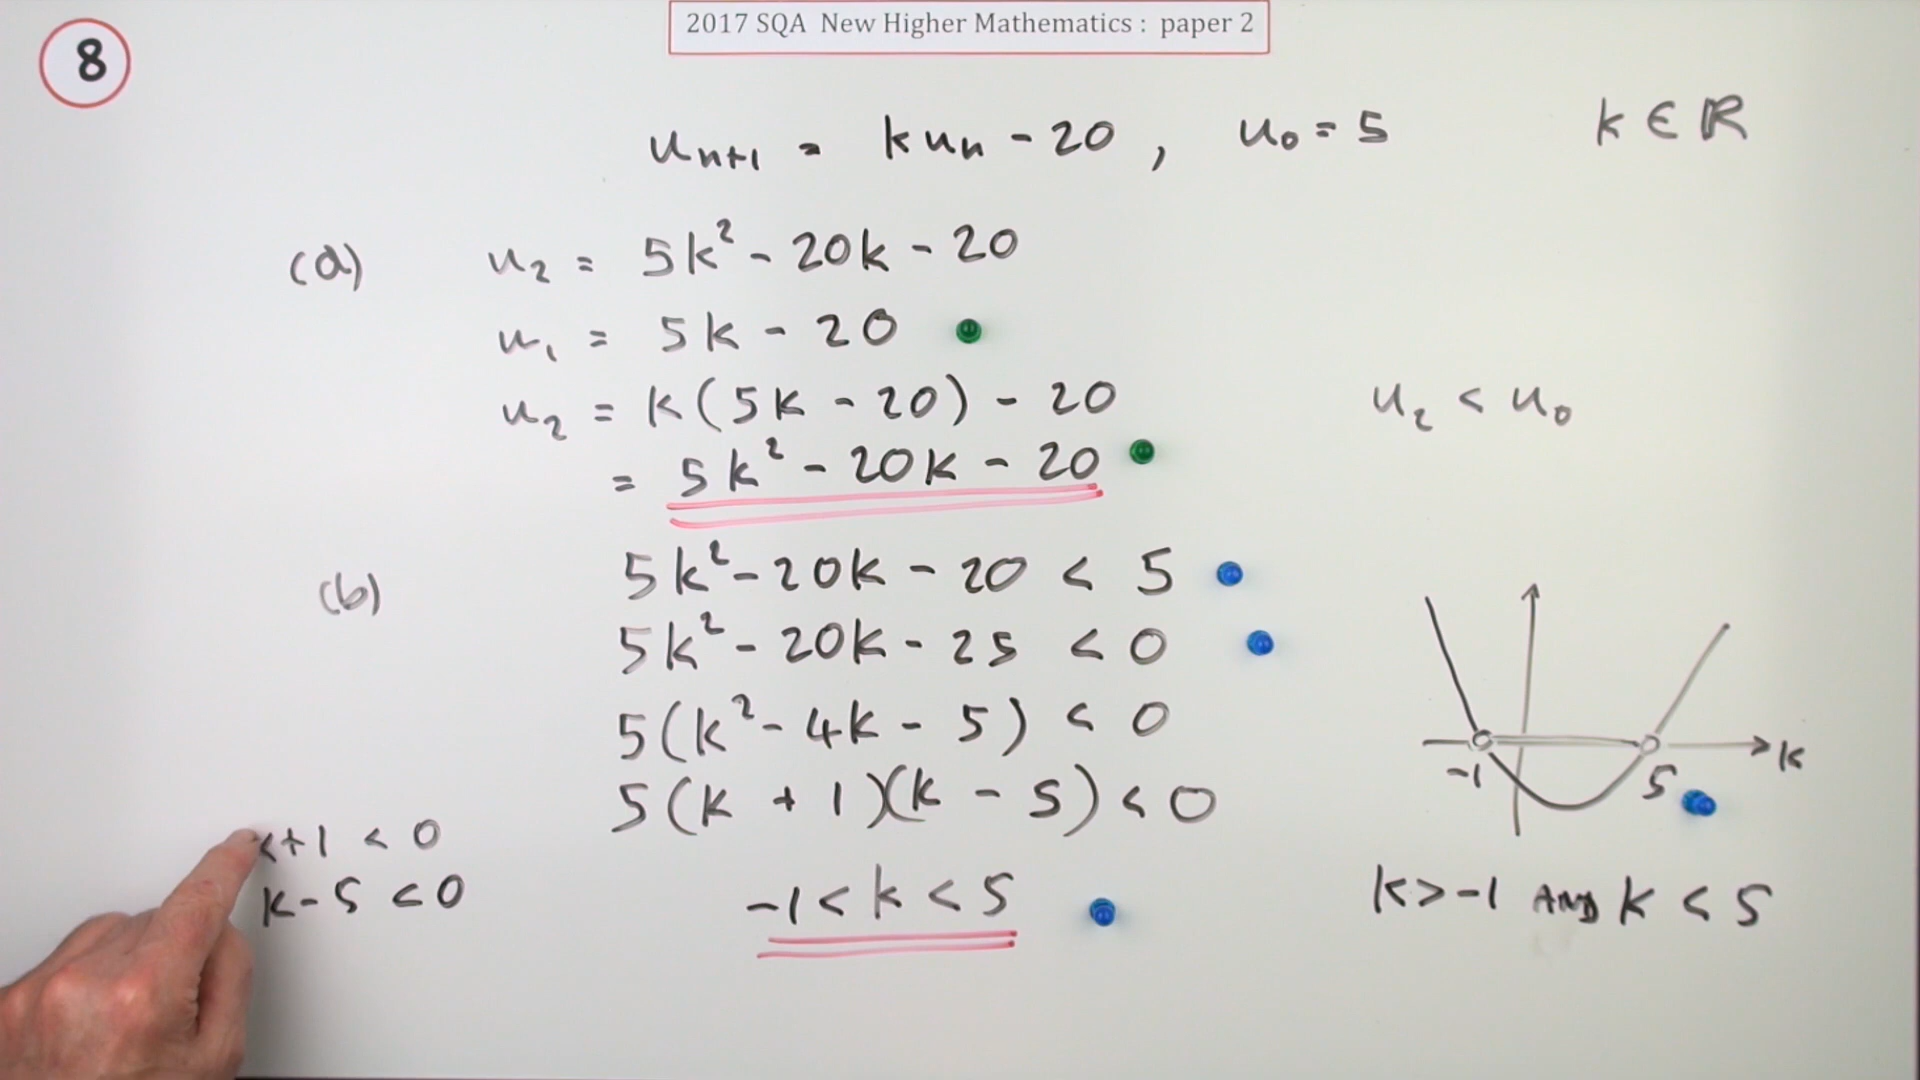 8
2017 SQA New Higher Mathematics : paper 2
uₙ₊₁ = kuₙ - 20 , u₀ = 5 k ∈ ℝ
(a) u₂ = 5k² - 20k - 20
u₁ = 5k - 20
u₂ = k(5k - 20) - 20
= 5k² - 20k - 20
u₂ < u₀
(b) 5k² - 20k - 20 < 5
5k² - 20k - 25 < 0
5(k² - 4k - 5) < 0
5(k + 1)(k - 5) < 0
-1 < k < 5
k+1 < 0
k-5 < 0
-1 5 k
k > -1 AND k < 5